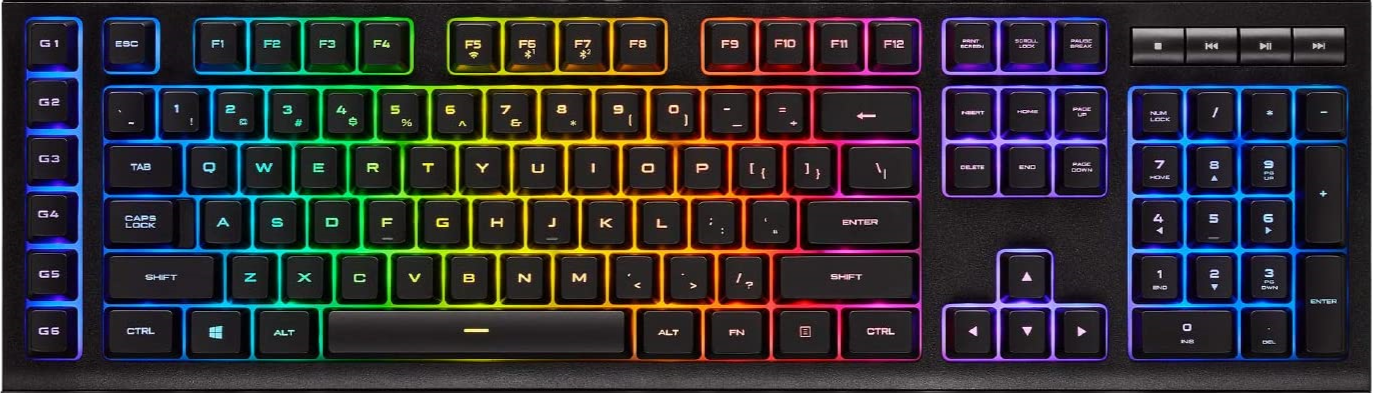 G1 ESC F1 F2 F3 F4 F5 F6 1 F7 2 F8 F9 F10 F11 F12 PRINT SCREEN SCROLL LOCK PAUSE BREAK
G2 ` ~ 1 ! 2 @ 3 # 4 $ 5 % 6 ^ 7 & 8 * 9 ( 0 ) - _ = + ← INSERT HOME PAGE UP NUM LOCK / * -
G3 TAB Q W E R T Y U I O P [ { ] } \ | DELETE END PAGE DOWN 7 HOME 8 ▲ 9 PG UP +
G4 CAPS LOCK A S D F G H J K L ; : ' " ENTER 4 ◀ 5 6 ▶
G5 SHIFT Z X C V B N M , < . > / ? SHIFT ▲ 1 END 2 ▼ 3 PG DWN ENTER
G6 CTRL ALT ALT FN CTRL ◀ ▼ ▶ 0 INS . DEL